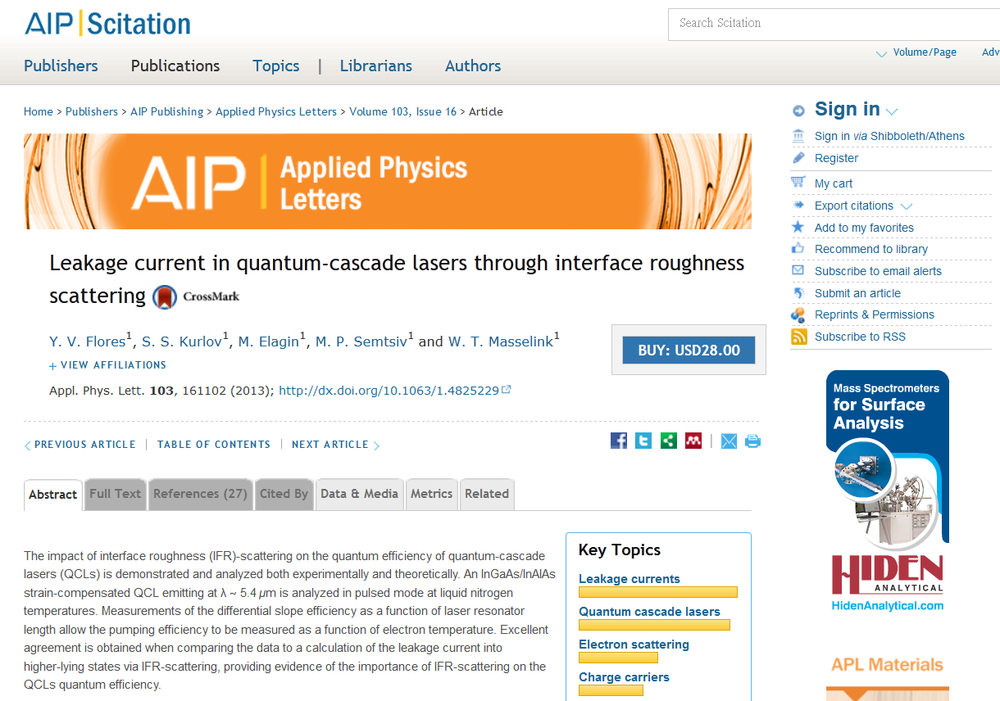 AIP Scitation
Search Scitation
Publishers Publications Topics | Librarians Authors
Volume/Page Adv
Home > Publishers > AIP Publishing > Applied Physics Letters > Volume 103, Issue 16 > Article
AIP Applied Physics
Letters
Leakage current in quantum-cascade lasers through interface roughness
scattering CrossMark
Y. V. Flores1, S. S. Kurlov1, M. Elagin1, M. P. Semtsiv1 and W. T. Masselink1
+ VIEW AFFILIATIONS
Appl. Phys. Lett. 103, 161102 (2013); http://dx.doi.org/10.1063/1.4825229
BUY: USD28.00
PREVIOUS ARTICLE | TABLE OF CONTENTS | NEXT ARTICLE
Abstract Full Text References (27) Cited By Data & Media Metrics Related
The impact of interface roughness (IFR)-scattering on the quantum efficiency of quantum-cascade
lasers (QCLs) is demonstrated and analyzed both experimentally and theoretically. An InGaAs/InAlAs
strain-compensated QCL emitting at λ ~ 5.4 μm is analyzed in pulsed mode at liquid nitrogen
temperatures. Measurements of the differential slope efficiency as a function of laser resonator
length allow the pumping efficiency to be measured as a function of electron temperature. Excellent
agreement is obtained when comparing the data to a calculation of the leakage current into
higher-lying states via IFR-scattering, providing evidence of the importance of IFR-scattering on the
QCLs quantum efficiency.
Key Topics
Leakage currents
Quantum cascade lasers
Electron scattering
Charge carriers
Sign in
Sign in via Shibboleth/Athens
Register
My cart
Export citations
Add to my favorites
Recommend to library
Subscribe to email alerts
Submit an article
Reprints & Permissions
Subscribe to RSS
Mass Spectrometers
for Surface
Analysis
HIDEN
ANALYTICAL
HidenAnalytical.com
APL Materials